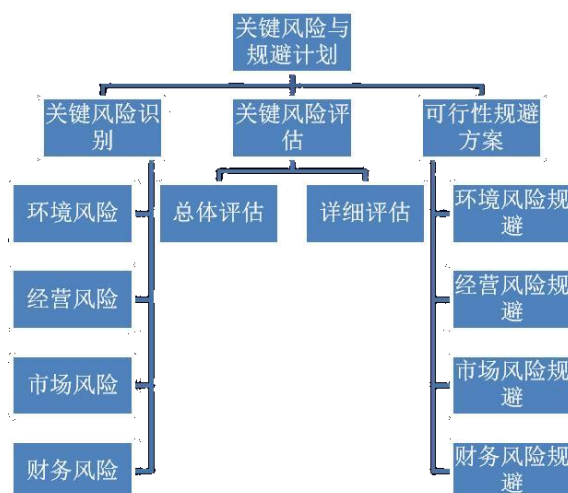 关键风险与
规避计划
关键风险识
别
关键风险评
估
可行性规避
方案
环境风险
总体评估
详细评估
环境风险规
避
经营风险
经营风险规
避
市场风险
市场风险规
避
财务风险
财务风险规
避